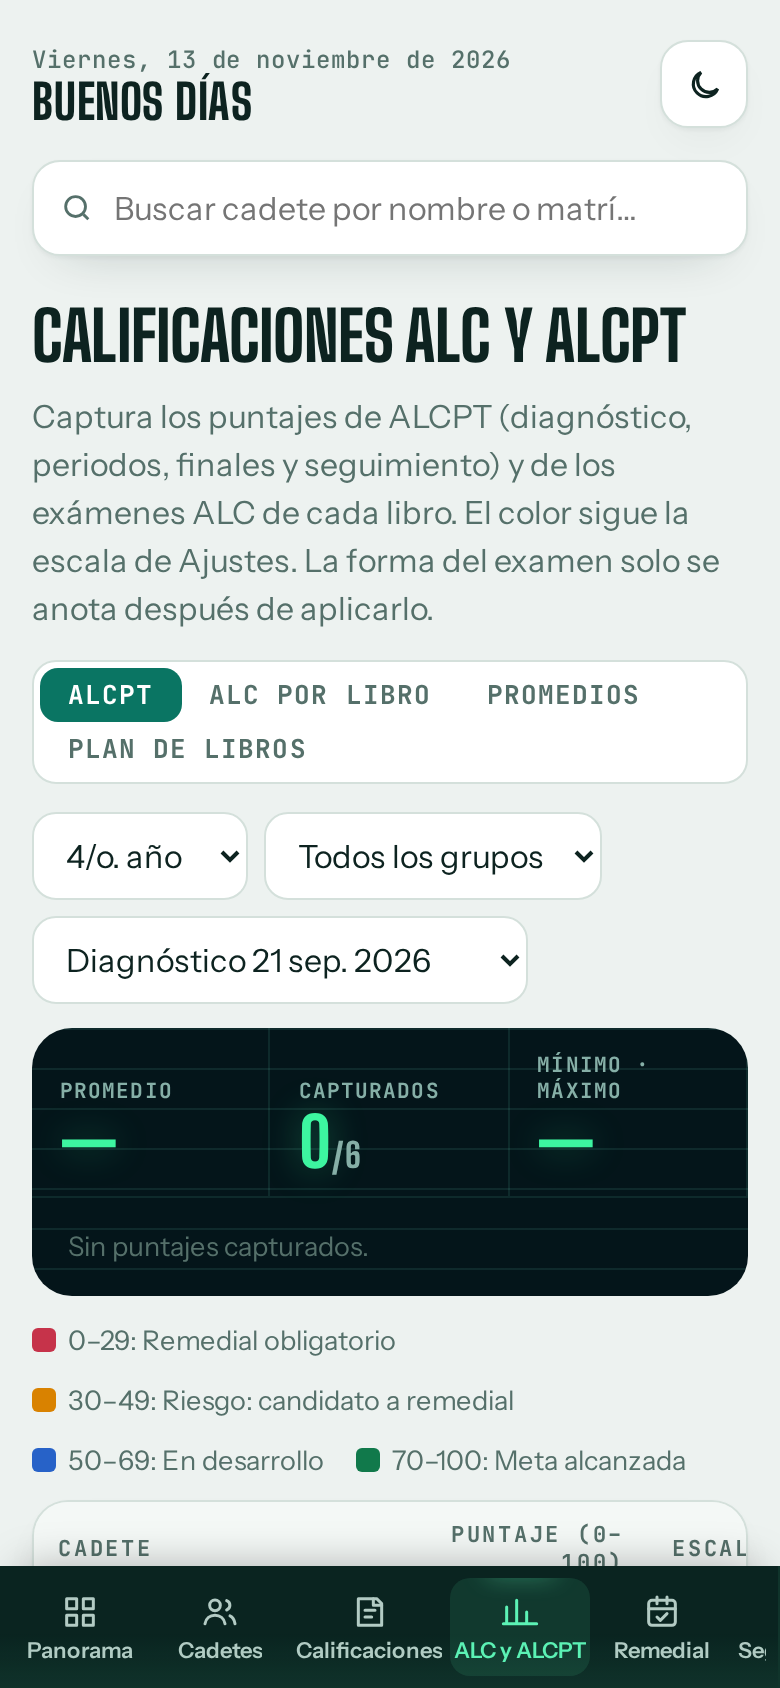 Viernes, 13 de noviembre de 2026
BUENOS DÍAS
Buscar cadete por nombre o matrí...
CALIFICACIONES ALC Y ALCPT
Captura los puntajes de ALCPT (diagnóstico,
periodos, finales y seguimiento) y de los
exámenes ALC de cada libro. El color sigue la
escala de Ajustes. La forma del examen solo se
anota después de aplicarlo.
ALCPT ALC POR LIBRO PROMEDIOS
PLAN DE LIBROS
4/o. año Todos los grupos
Diagnóstico 21 sep. 2026
PROMEDIO CAPTURADOS MÍNIMO ·
MÁXIMO
— 0/6 —
Sin puntajes capturados.
0–29: Remedial obligatorio
30–49: Riesgo: candidato a remedial
50–69: En desarrollo 70–100: Meta alcanzada
CADETE PUNTAJE (0–
100) ESCAL
Panorama Cadetes Calificaciones ALC y ALCPT Remedial Se